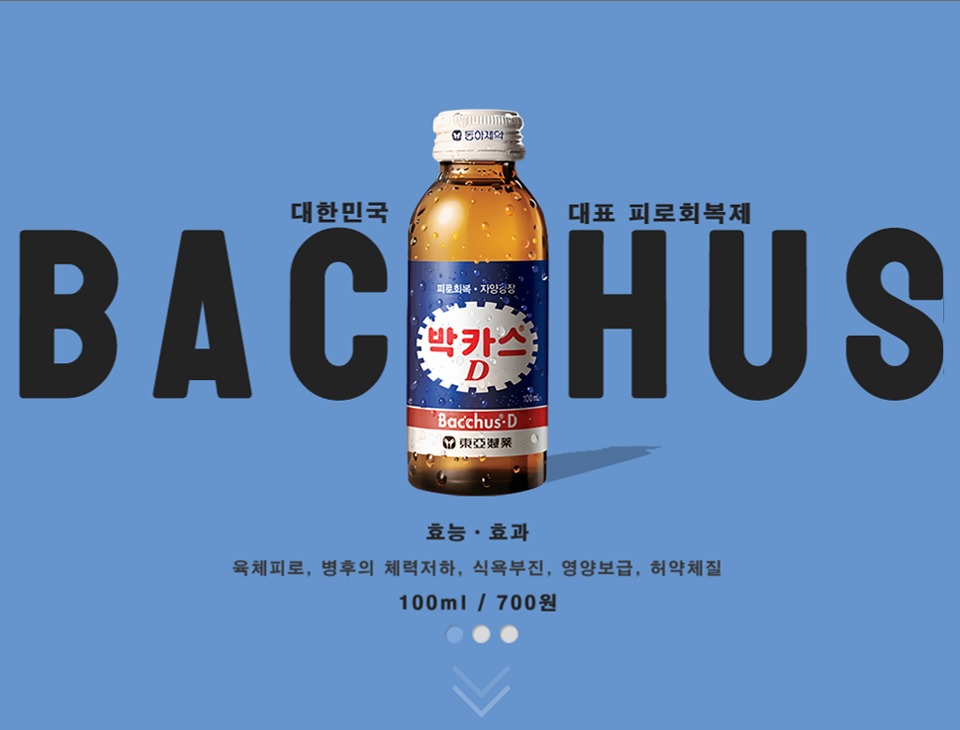 동아제약
대한민국 대표 피로회복제
BACCHUS
피로회복·자양강장
박카스®
D
100mL
Bacchus®-D
東亞製藥
효능 · 효과
육체피로, 병후의 체력저하, 식욕부진, 영양보급, 허약체질
100ml / 700원